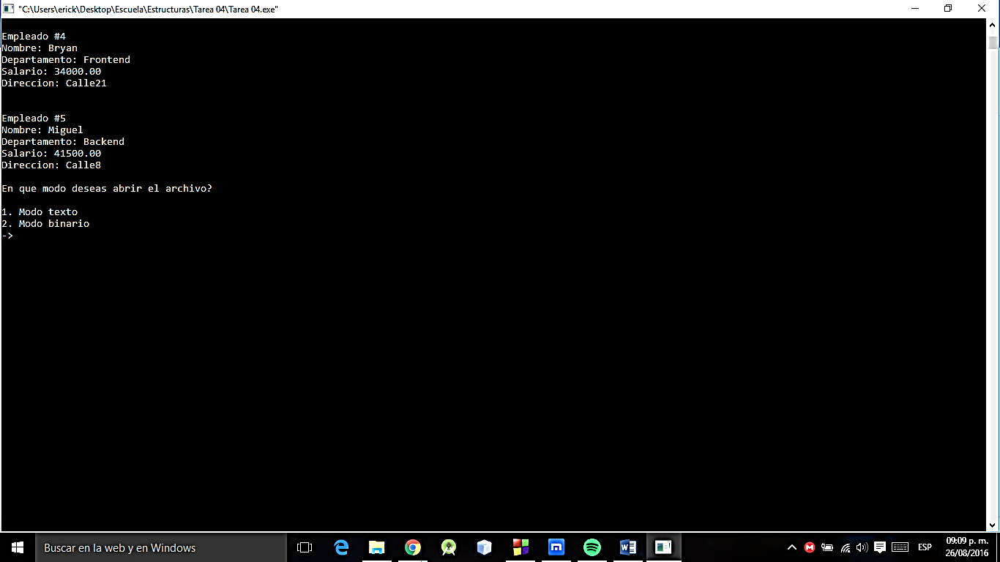 "C:\Users\erick\Desktop\Escuela\Estructuras\Tarea 04\Tarea 04.exe"
Empleado #4
Nombre: Bryan
Departamento: Frontend
Salario: 34000.00
Direccion: Calle21
Empleado #5
Nombre: Miguel
Departamento: Backend
Salario: 41500.00
Direccion: Calle8
En que modo deseas abrir el archivo?
1. Modo texto
2. Modo binario
->
Buscar en la web y en Windows
ESP
09:09 p. m.
26/08/2016